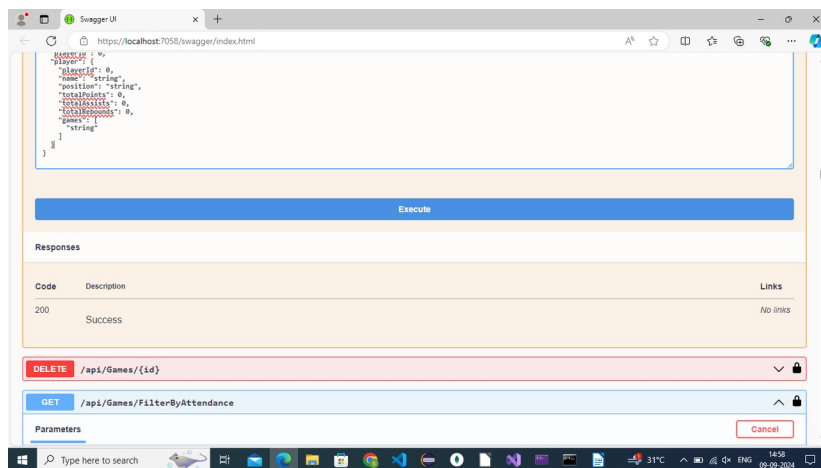 Swagger UI
https://localhost:7058/swagger/index.html
"playerId": 0,
"player": {
"playerId": 0,
"name": "string",
"position": "string",
"totalPoints": 0,
"totalAssists": 0,
"totalRebounds": 0,
"games": [
"string"
]
}
}
Execute
Responses
Code Description Links
200 Success No links
DELETE /api/Games/{id}
GET /api/Games/FilterByAttendance
Parameters Cancel
Type here to search 31°C ENG 14:58
09-09-2024